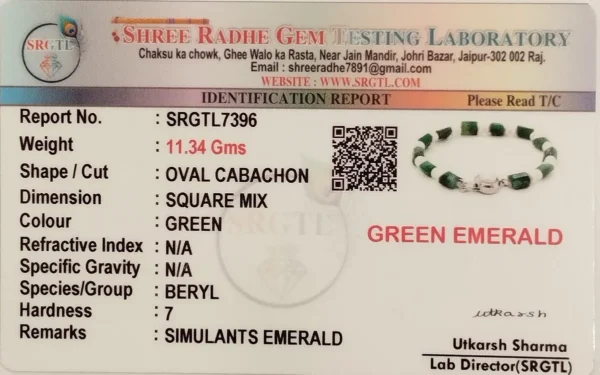 SRGTL
SHREE RADHE GEM TESTING LABORATORY
Chaksu ka chowk, Ghee Walo ka Rasta, Near Jain Mandir, Johri Bazar, Jaipur-302 002 Raj.
Email : shreeradhe7891@gmail.com
WEBSITE : WWW.SRGTL.COM
IDENTIFICATION REPORT
Please Read T/C
Report No. : SRGTL7396
Weight : 11.34 Gms
Shape / Cut : OVAL CABACHON
Dimension : SQUARE MIX
Colour : GREEN
Refractive Index : N/A
Specific Gravity : N/A
Species/Group : BERYL
Hardness : 7
Remarks : SIMULANTS EMERALD
SRGTL
GREEN EMERALD
utkarsh
Utkarsh Sharma
Lab Director(SRGTL)